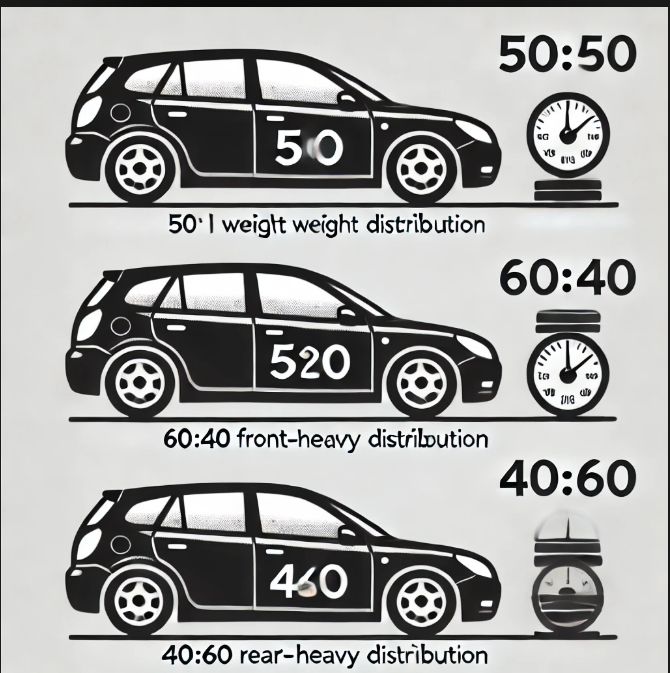 50:50
50
50' | weight weight distribution
60:40
520
60:40 front-heavy distribution
40:60
460
40:60 rear-heavy distribution